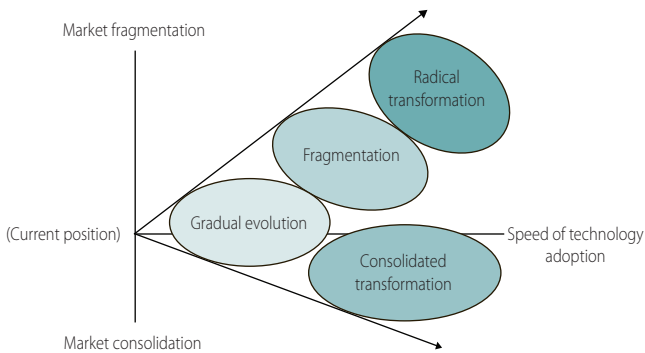 Market fragmentation
Radical
transformation
Fragmentation
Gradual evolution
(Current position)
Speed of technology
adoption
Consolidated
transformation
Market consolidation